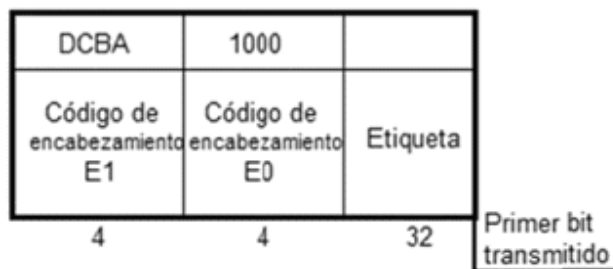 DCBA 1000
Código de Código de
encabezamiento encabezamiento Etiqueta
E1 E0
4 4 32 Primer bit
transmitido